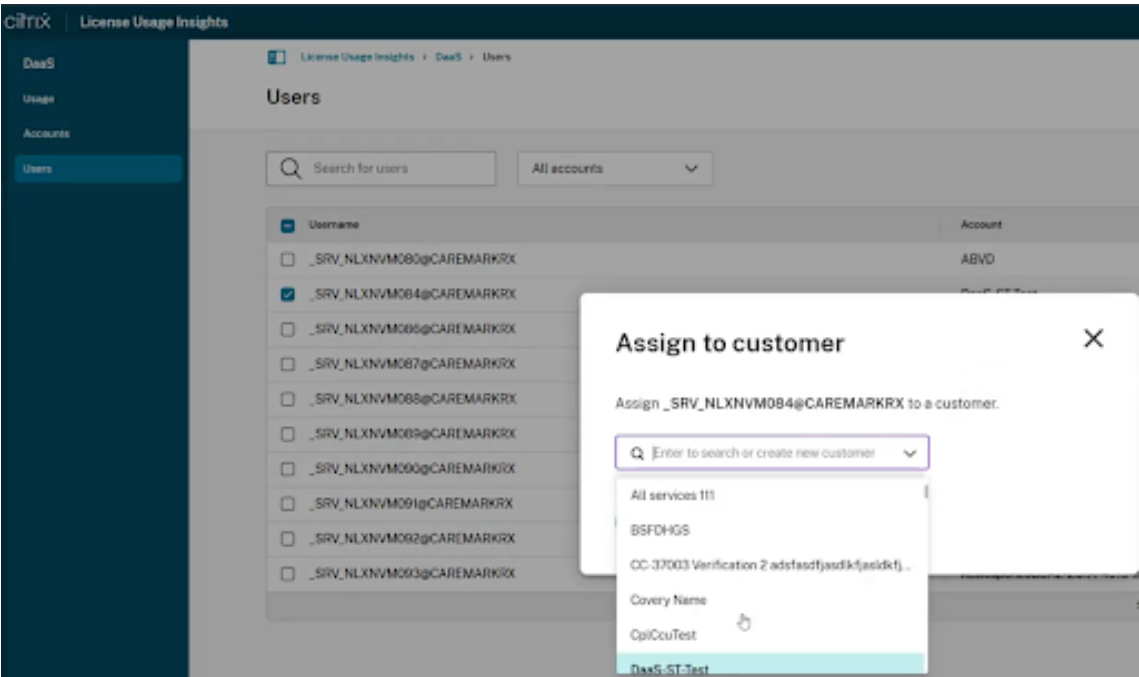 citrix License Usage Insights
DaaS
Usage
Accounts
Users
License Usage Insights › DaaS › Users
Users
Search for users
All accounts
Username Account
_SRV_NLXNVM080@CAREMARKRX ABVD
_SRV_NLXNVM084@CAREMARKRX DaaS-ST-Test
_SRV_NLXNVM086@CAREMARKRX
_SRV_NLXNVM087@CAREMARKRX
_SRV_NLXNVM088@CAREMARKRX
_SRV_NLXNVM089@CAREMARKRX
_SRV_NLXNVM090@CAREMARKRX
_SRV_NLXNVM091@CAREMARKRX
_SRV_NLXNVM092@CAREMARKRX
_SRV_NLXNVM093@CAREMARKRX
Assign to customer
Assign _SRV_NLXNVM084@CAREMARKRX to a customer.
Enter to search or create new customer
All services 111
BSFDHGS
CC-37003 Verification 2 adsfasdfjasdlkfjasldkfj...
Covery Name
CplCcuTest
DaaS-ST-Test